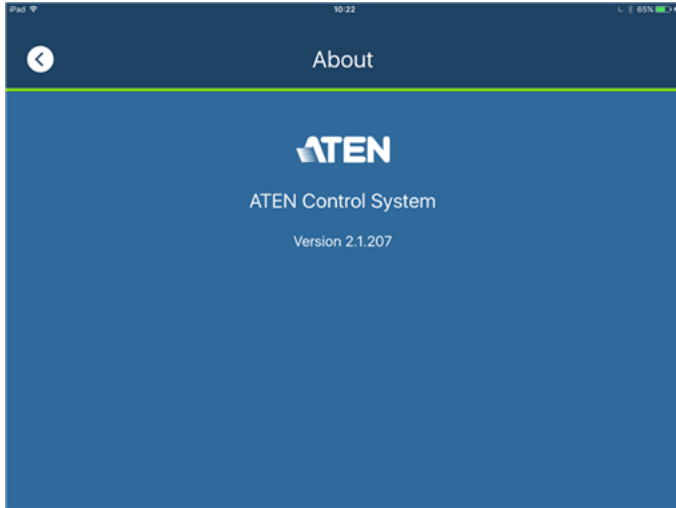 iPad 10:22 65%
About
ATEN
ATEN Control System
Version 2.1.207